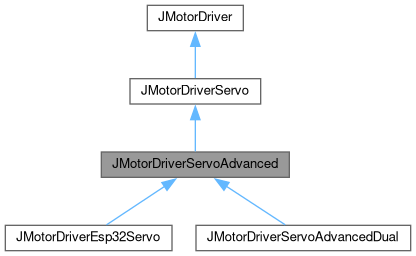 JMotorDriver
JMotorDriverServo
JMotorDriverServoAdvanced
JMotorDriverEsp32Servo
JMotorDriverServoAdvancedDual